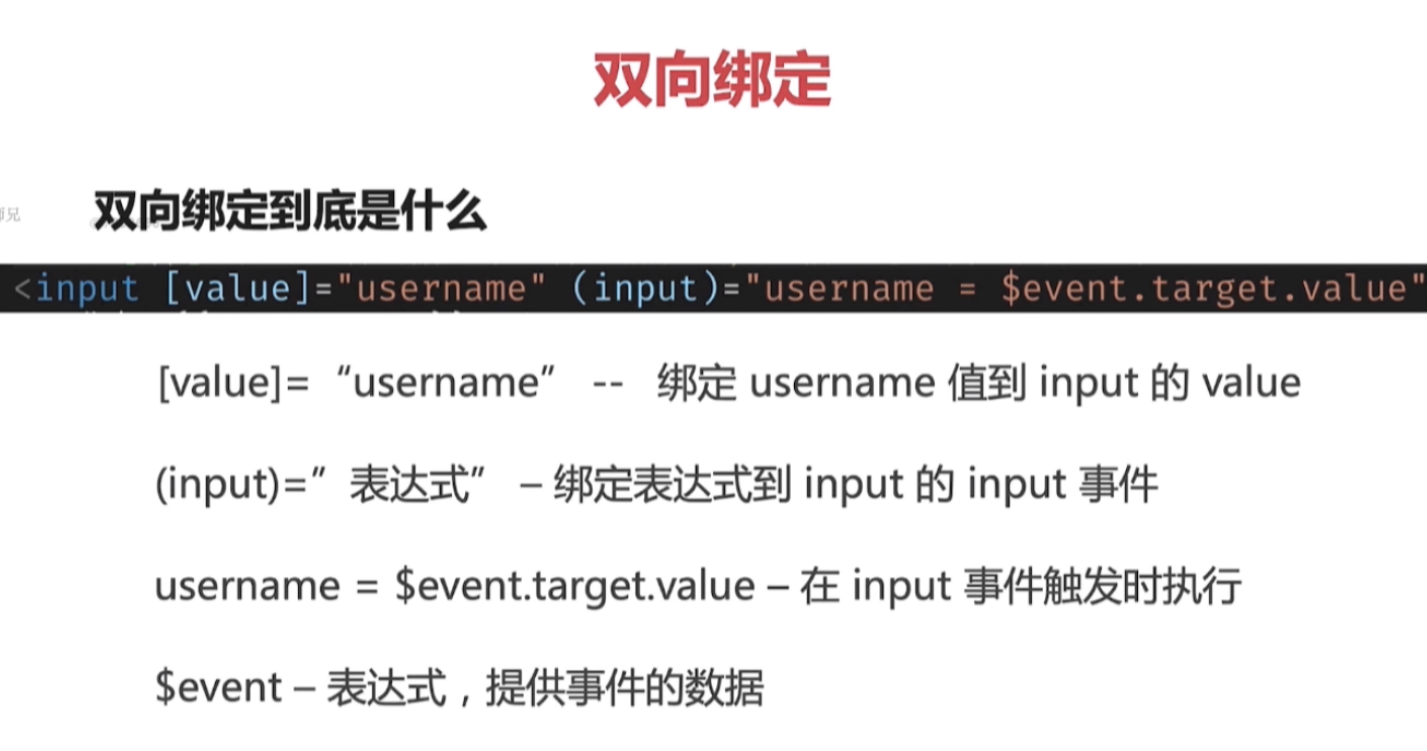 双向绑定
双向绑定到底是什么
师兄
<input [value]="username" (input)="username = $event.target.value"
[value]= “username” -- 绑定 username 值到 input 的 value
(input)=” 表达式” – 绑定表达式到 input 的 input 事件
username = $event.target.value – 在 input 事件触发时执行
$event – 表达式，提供事件的数据